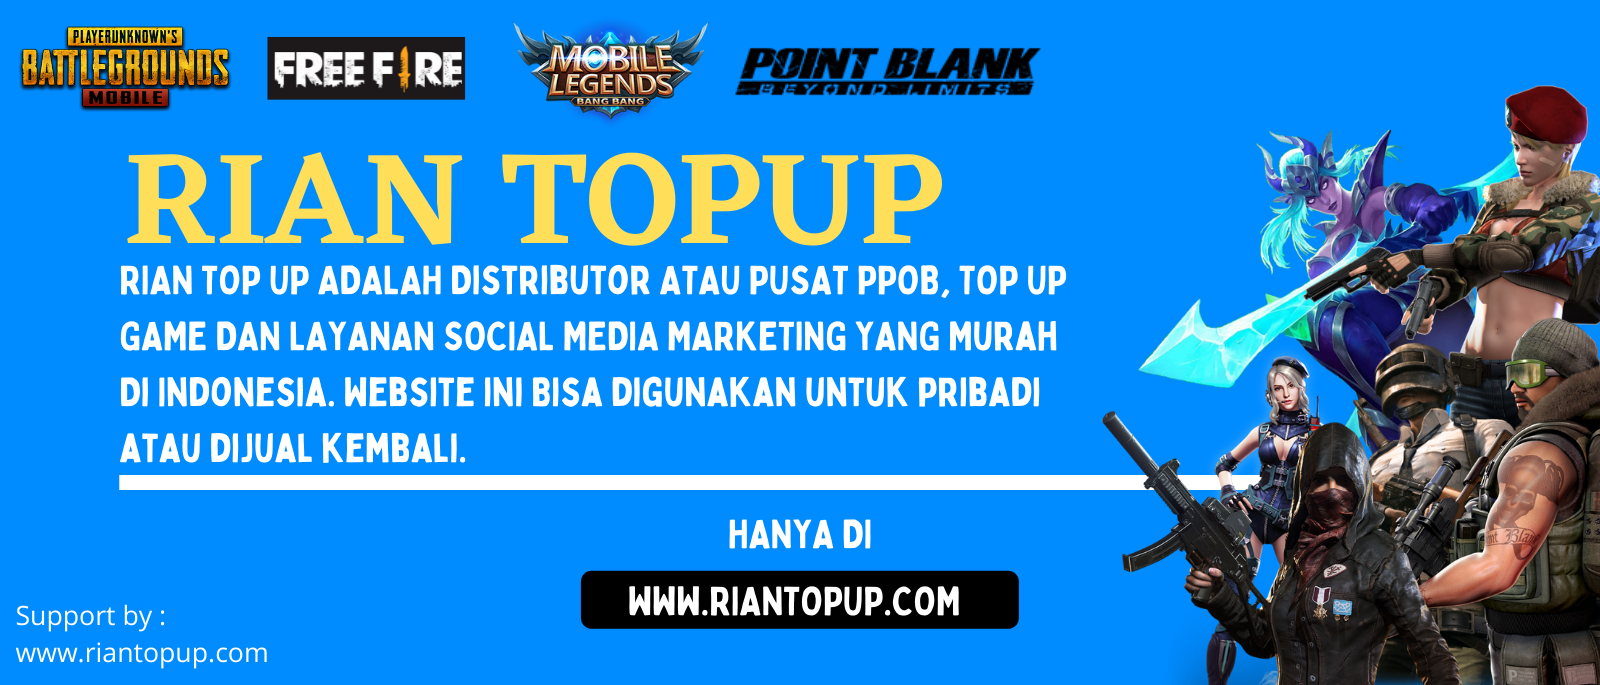 PLAYERUNKNOWN'S
BATTLEGROUNDS
MOBILE
FREE FIRE
MOBILE
LEGENDS
BANG BANG
POINT BLANK
BEYOND LIMITS
RIAN TOPUP
RIAN TOP UP ADALAH DISTRIBUTOR ATAU PUSAT PPOB, TOP UP
GAME DAN LAYANAN SOCIAL MEDIA MARKETING YANG MURAH
DI INDONESIA. WEBSITE INI BISA DIGUNAKAN UNTUK PRIBADI
ATAU DIJUAL KEMBALI.
HANYA DI
WWW.RIANTOPUP.COM
Support by :
www.riantopup.com
Point Blank